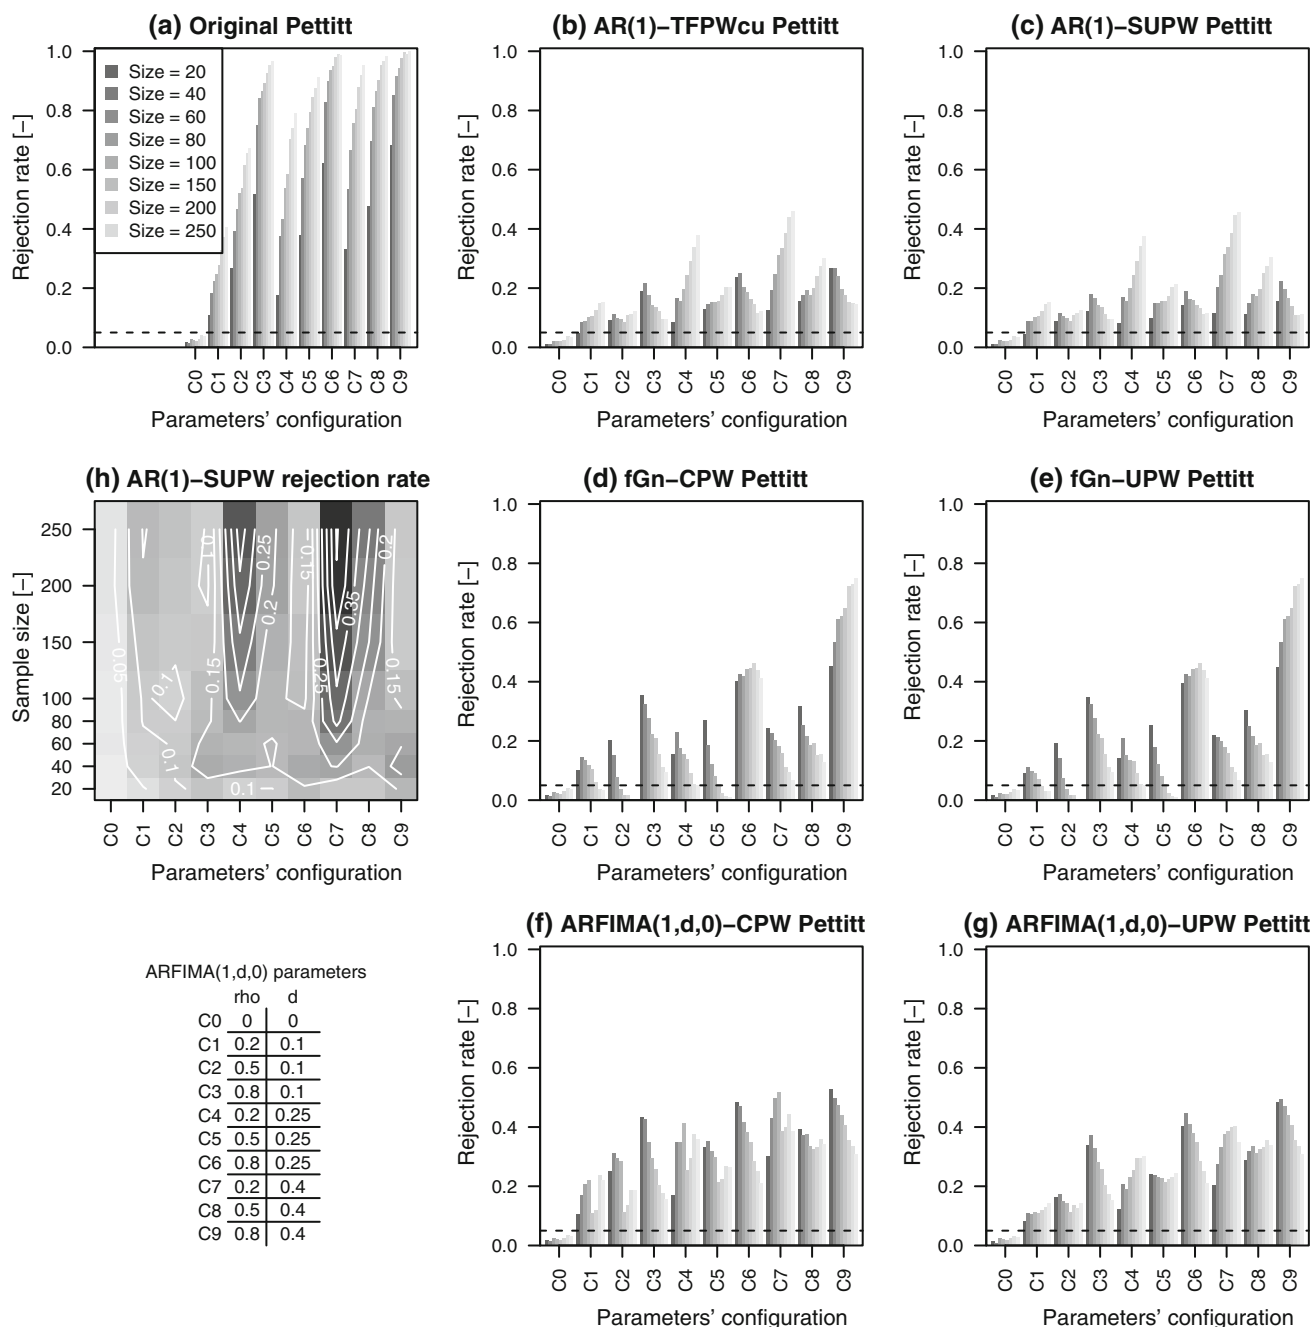 (a) Original Pettitt
Rejection rate [−]
1.0
0.8
0.6
0.4
0.2
0.0
Size = 20
Size = 40
Size = 60
Size = 80
Size = 100
Size = 150
Size = 200
Size = 250
C0 C1 C2 C3 C4 C5 C6 C7 C8 C9
Parameters' configuration
(b) AR(1)−TFPWcu Pettitt
Rejection rate [−]
1.0
0.8
0.6
0.4
0.2
0.0
C0 C1 C2 C3 C4 C5 C6 C7 C8 C9
Parameters' configuration
(c) AR(1)−SUPW Pettitt
Rejection rate [−]
1.0
0.8
0.6
0.4
0.2
0.0
C0 C1 C2 C3 C4 C5 C6 C7 C8 C9
Parameters' configuration
(h) AR(1)−SUPW rejection rate
Sample size [−]
250
200
150
100
80
60
40
20
0.05
0.1
0.1
0.1
0.15
0.1
0.25
0.2
0.15
0.25
0.35
0.2
0.15
C0 C1 C2 C3 C4 C5 C6 C7 C8 C9
Parameters' configuration
(d) fGn−CPW Pettitt
Rejection rate [−]
1.0
0.8
0.6
0.4
0.2
0.0
C0 C1 C2 C3 C4 C5 C6 C7 C8 C9
Parameters' configuration
(e) fGn−UPW Pettitt
Rejection rate [−]
1.0
0.8
0.6
0.4
0.2
0.0
C0 C1 C2 C3 C4 C5 C6 C7 C8 C9
Parameters' configuration
ARFIMA(1,d,0) parameters
rho d
C0 0 0
C1 0.2 0.1
C2 0.5 0.1
C3 0.8 0.1
C4 0.2 0.25
C5 0.5 0.25
C6 0.8 0.25
C7 0.2 0.4
C8 0.5 0.4
C9 0.8 0.4
(f) ARFIMA(1,d,0)−CPW Pettitt
Rejection rate [−]
1.0
0.8
0.6
0.4
0.2
0.0
C0 C1 C2 C3 C4 C5 C6 C7 C8 C9
Parameters' configuration
(g) ARFIMA(1,d,0)−UPW Pettitt
Rejection rate [−]
1.0
0.8
0.6
0.4
0.2
0.0
C0 C1 C2 C3 C4 C5 C6 C7 C8 C9
Parameters' configuration